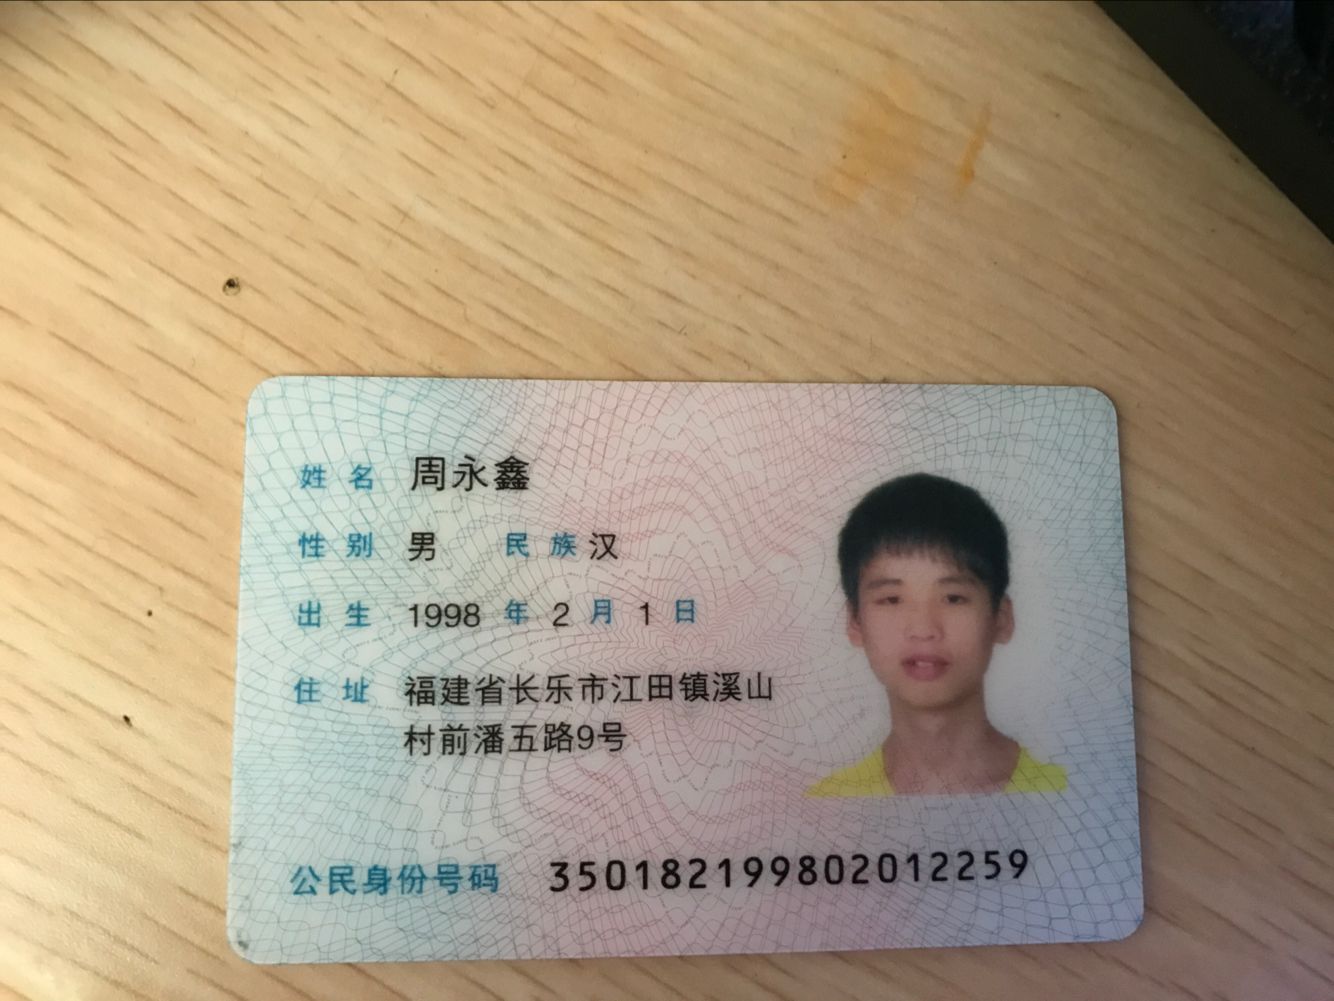 姓名 周永鑫
性别 男 民族 汉
出生 1998 年 2 月 1 日
住址 福建省长乐市江田镇溪山
村前潘五路9号
公民身份号码 350182199802012259